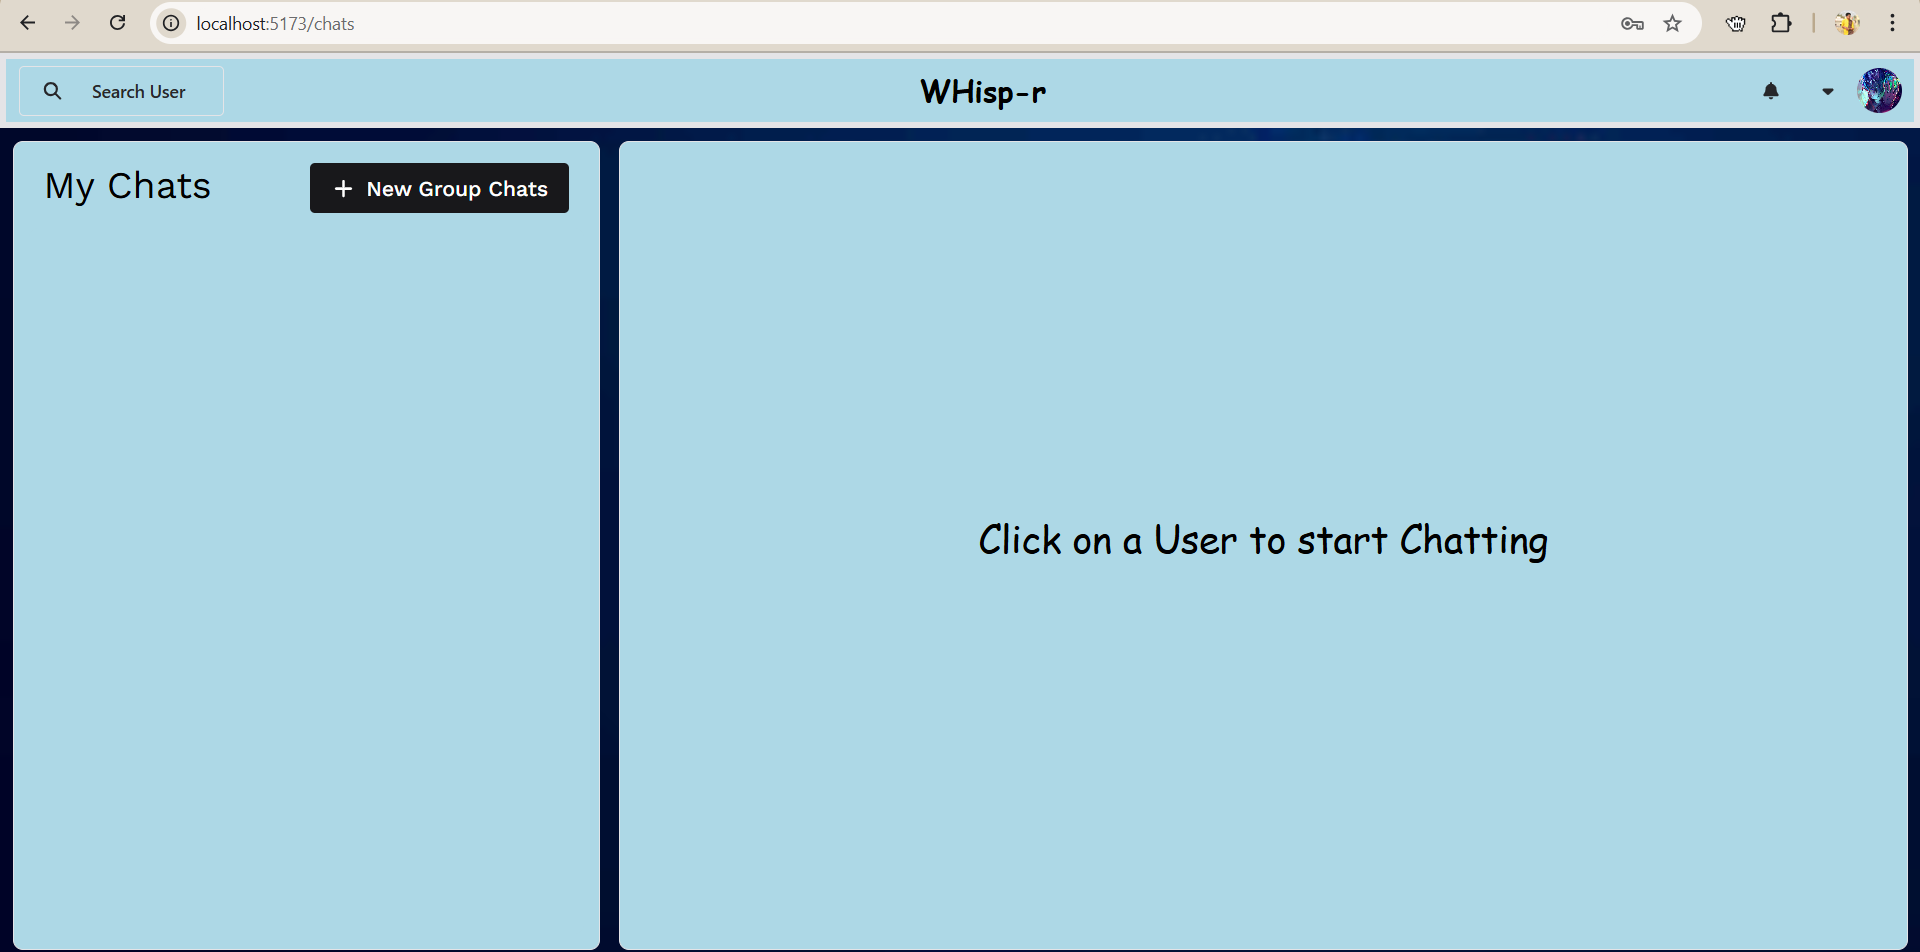 localhost:5173/chats
Search User
WHisp-r
My Chats
New Group Chats
Click on a User to start Chatting